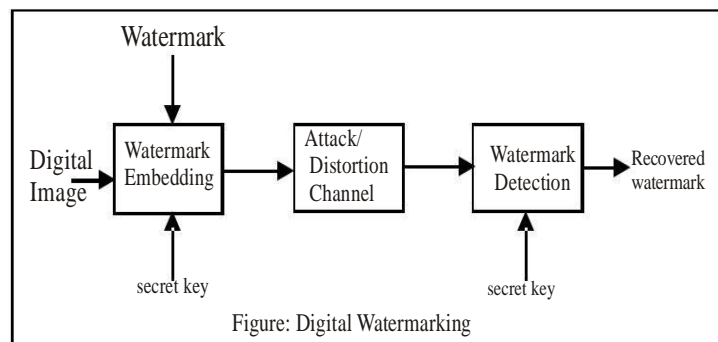 Watermark
Digital
Image
Watermark
Embedding
Attack/
Distortion
Channel
Watermark
Detection
Recovered
watermark
secret key
secret key
Figure: Digital Watermarking